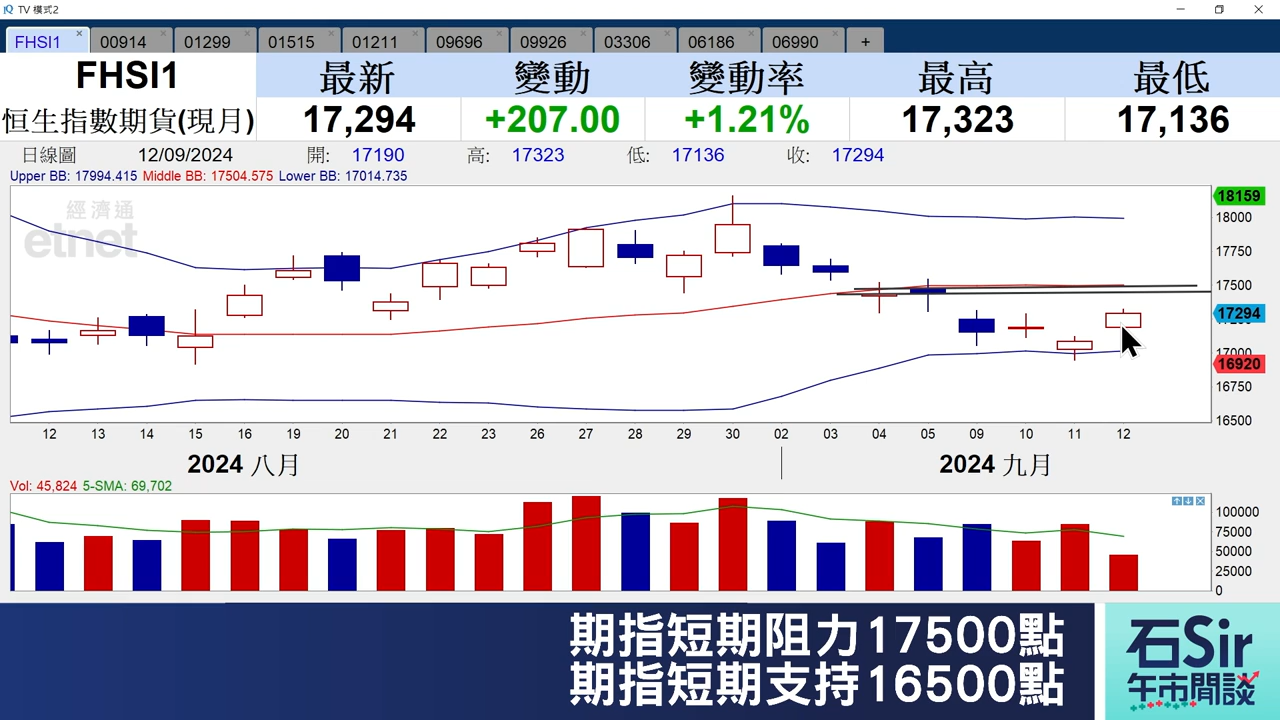 TV 模式2
FHSI1 00914 01299 01515 01211 09696 09926 03306 06186 06990 +
FHSI1 最新 變動 變動率 最高 最低
恒生指數期貨(現月) 17,294 +207.00 +1.21% 17,323 17,136
日線圖 12/09/2024 開: 17190 高: 17323 低: 17136 收: 17294
Upper BB: 17994.415 Middle BB: 17504.575 Lower BB: 17014.735
經濟通
etnet
18159
18000
17750
17500
17294
17000
16920
16750
16500
12 13 14 15 16 19 20 21 22 23 26 27 28 29 30 02 03 04 05 09 10 11 12
2024 八月 2024 九月
Vol: 45,824 5-SMA: 69,702
100000
75000
50000
25000
0
期指短期阻力17500點
期指短期支持16500點
石Sir
午市開談